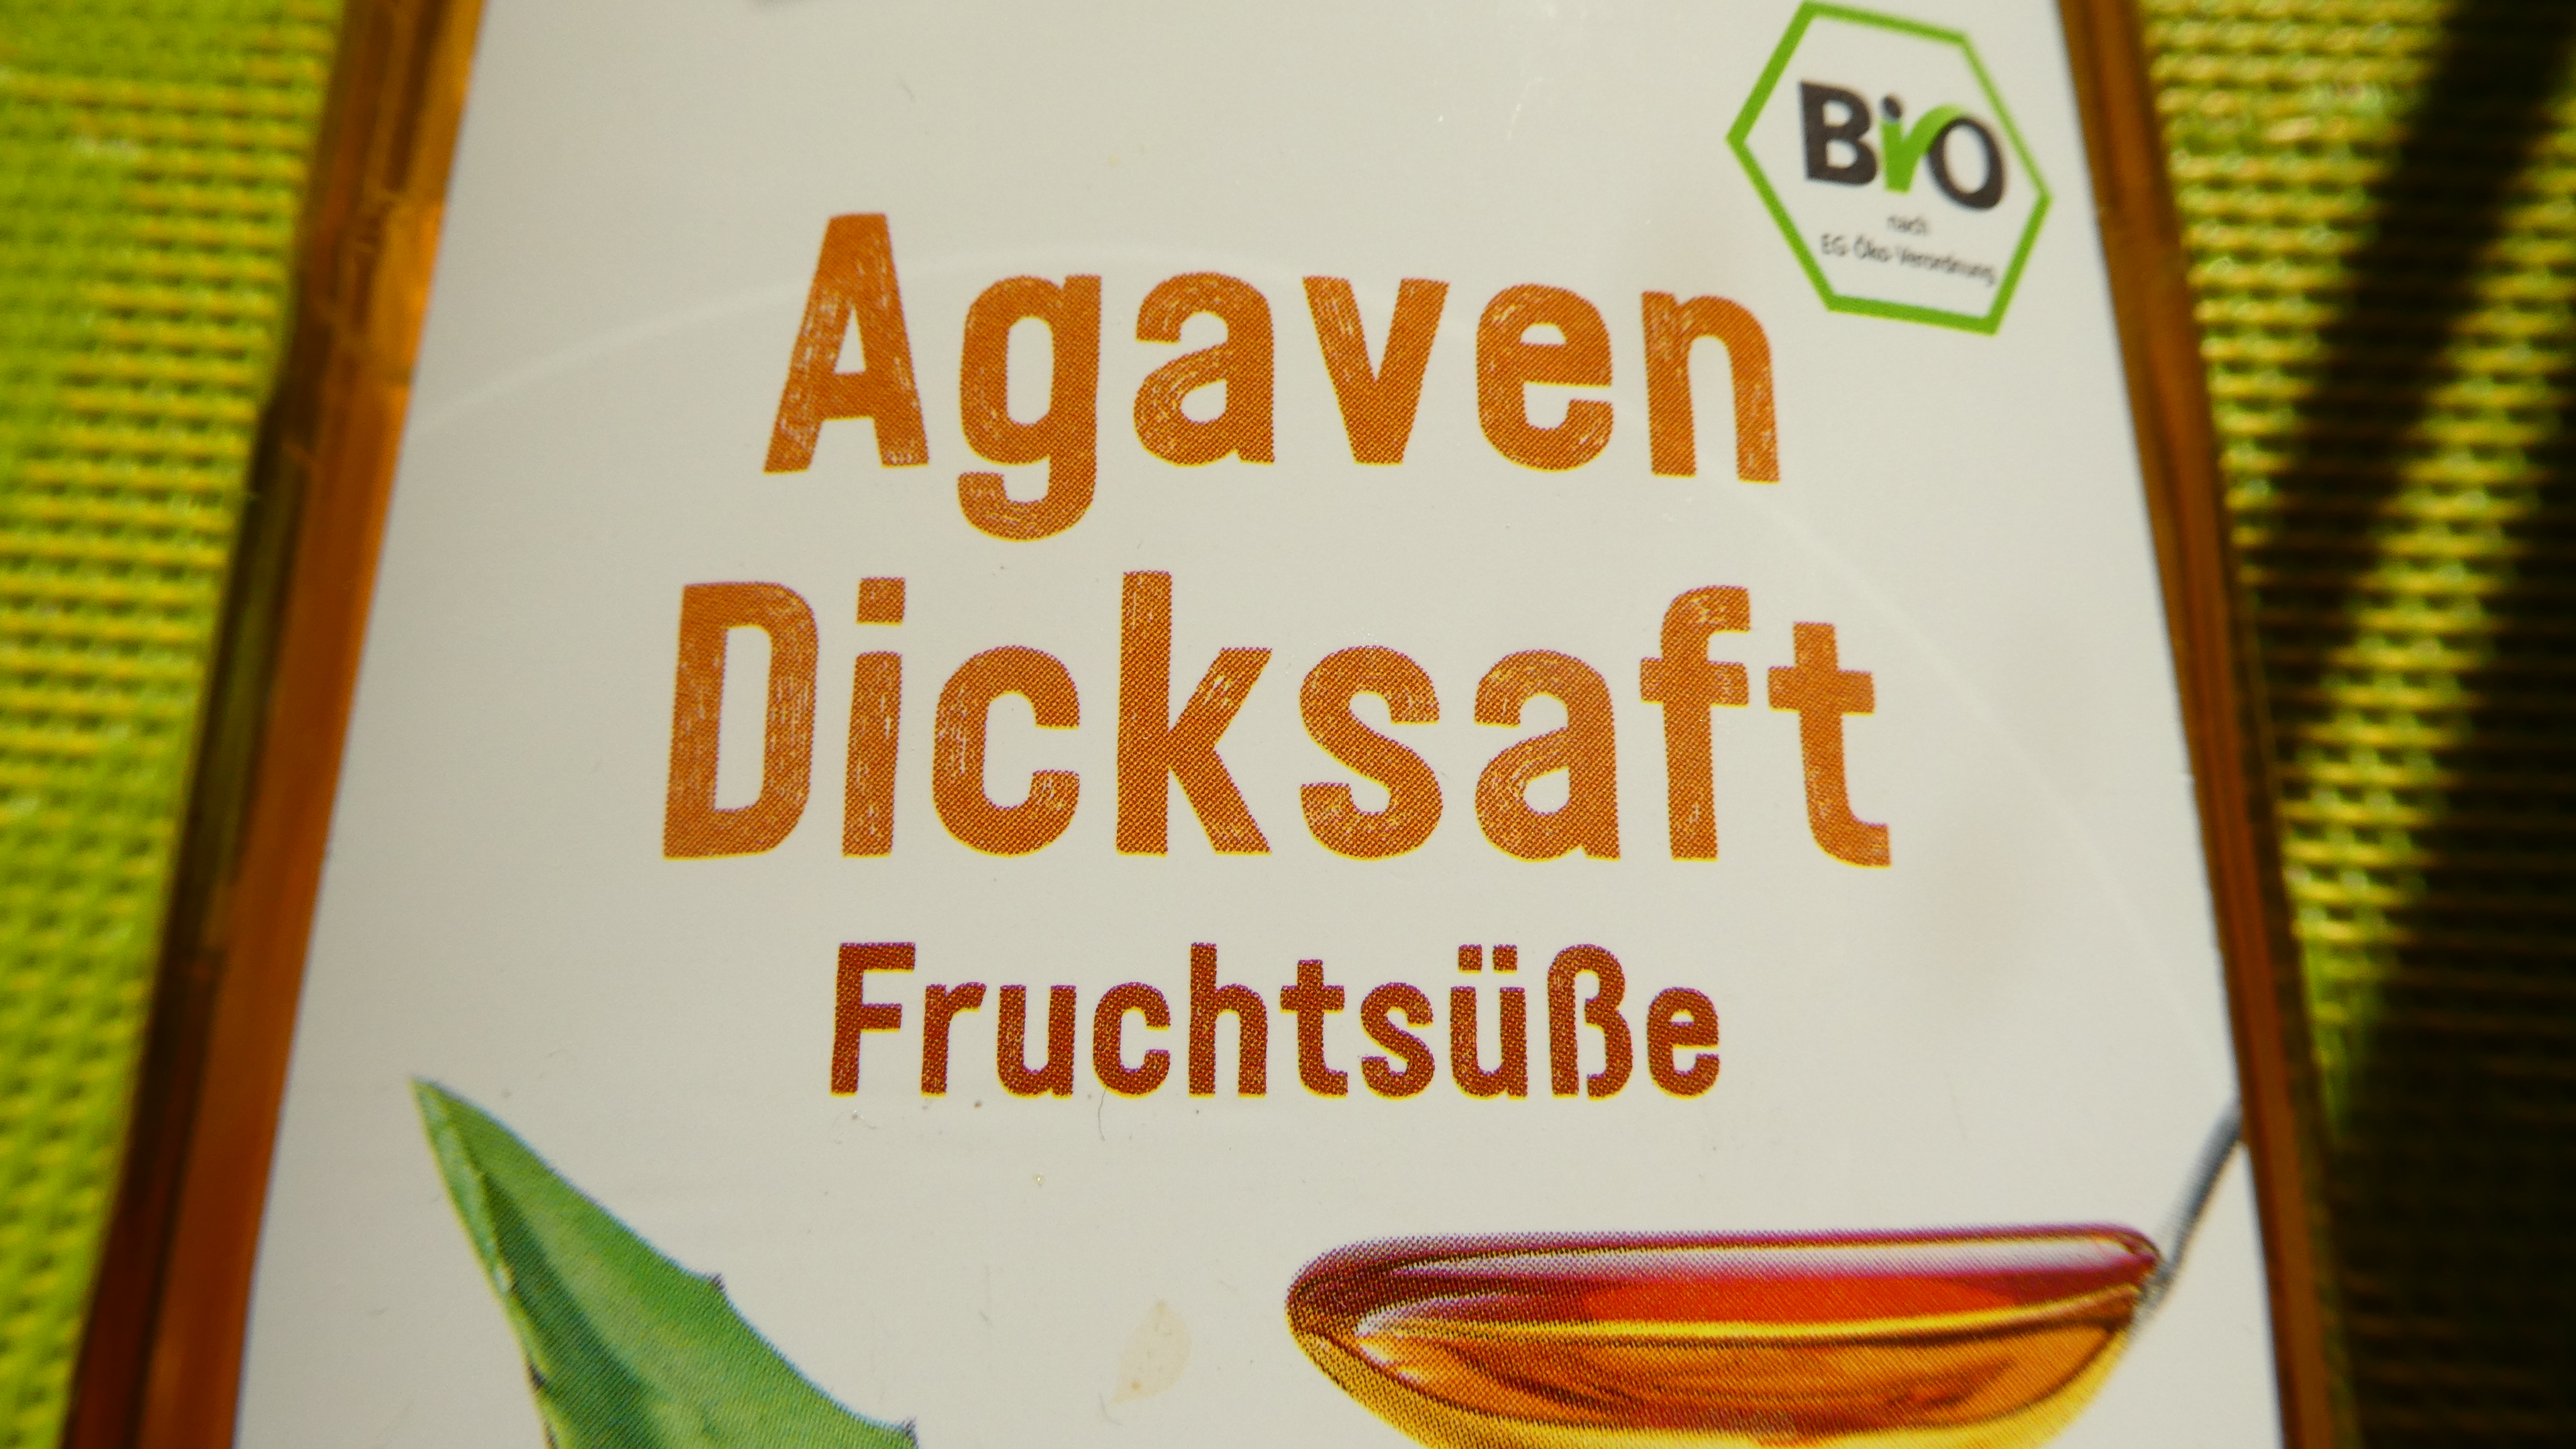 Bio
nach
EG-Öko-Verordnung
Agaven
Dicksaft
Fruchtsüße